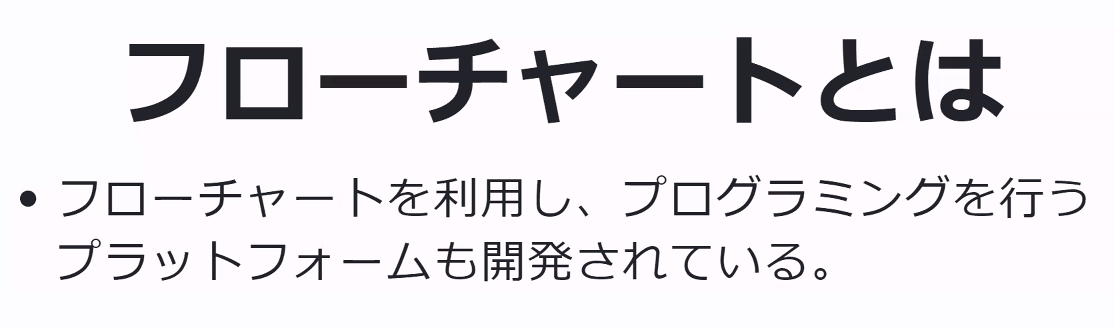 フローチャートとは
• フローチャートを利用し、プログラミングを行う
プラットフォームも開発されている。